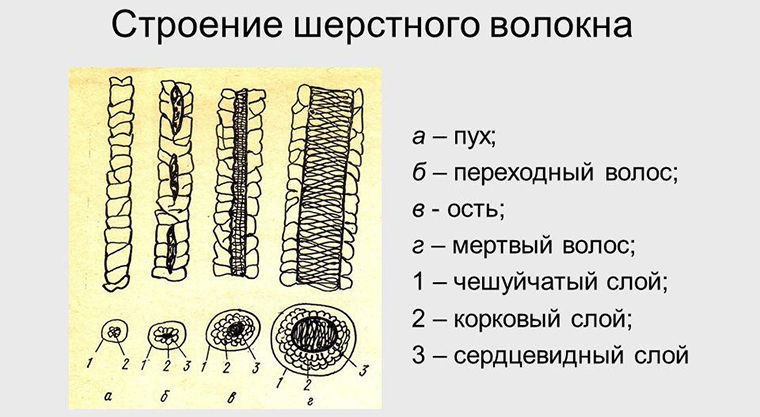 Строение шерстного волокна
а – пух;
б – переходный волос;
в - ость;
г – мертвый волос;
1 – чешуйчатый слой;
2 – корковый слой;
3 – сердцевидный слой
1 2 1 2 3 1 2 3 1 2 3
а б в г